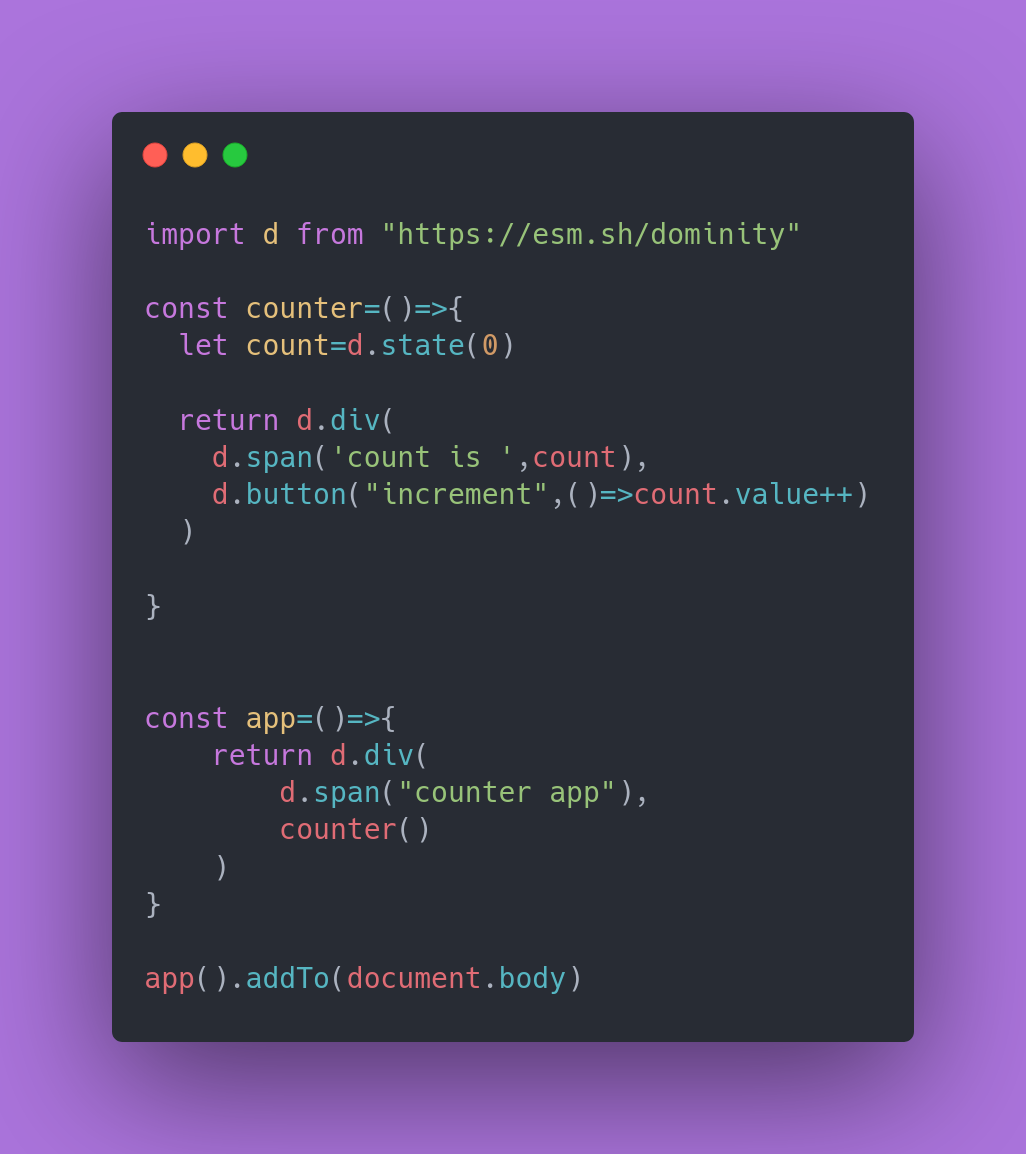 import d from "https://esm.sh/dominity"

const counter=()=>{
  let count=d.state(0)

  return d.div(
    d.span('count is ',count),
    d.button("increment",()=>count.value++)
  )

}


const app=()=>{
    return d.div(
        d.span("counter app"),
        counter()
    )
}

app().addTo(document.body)